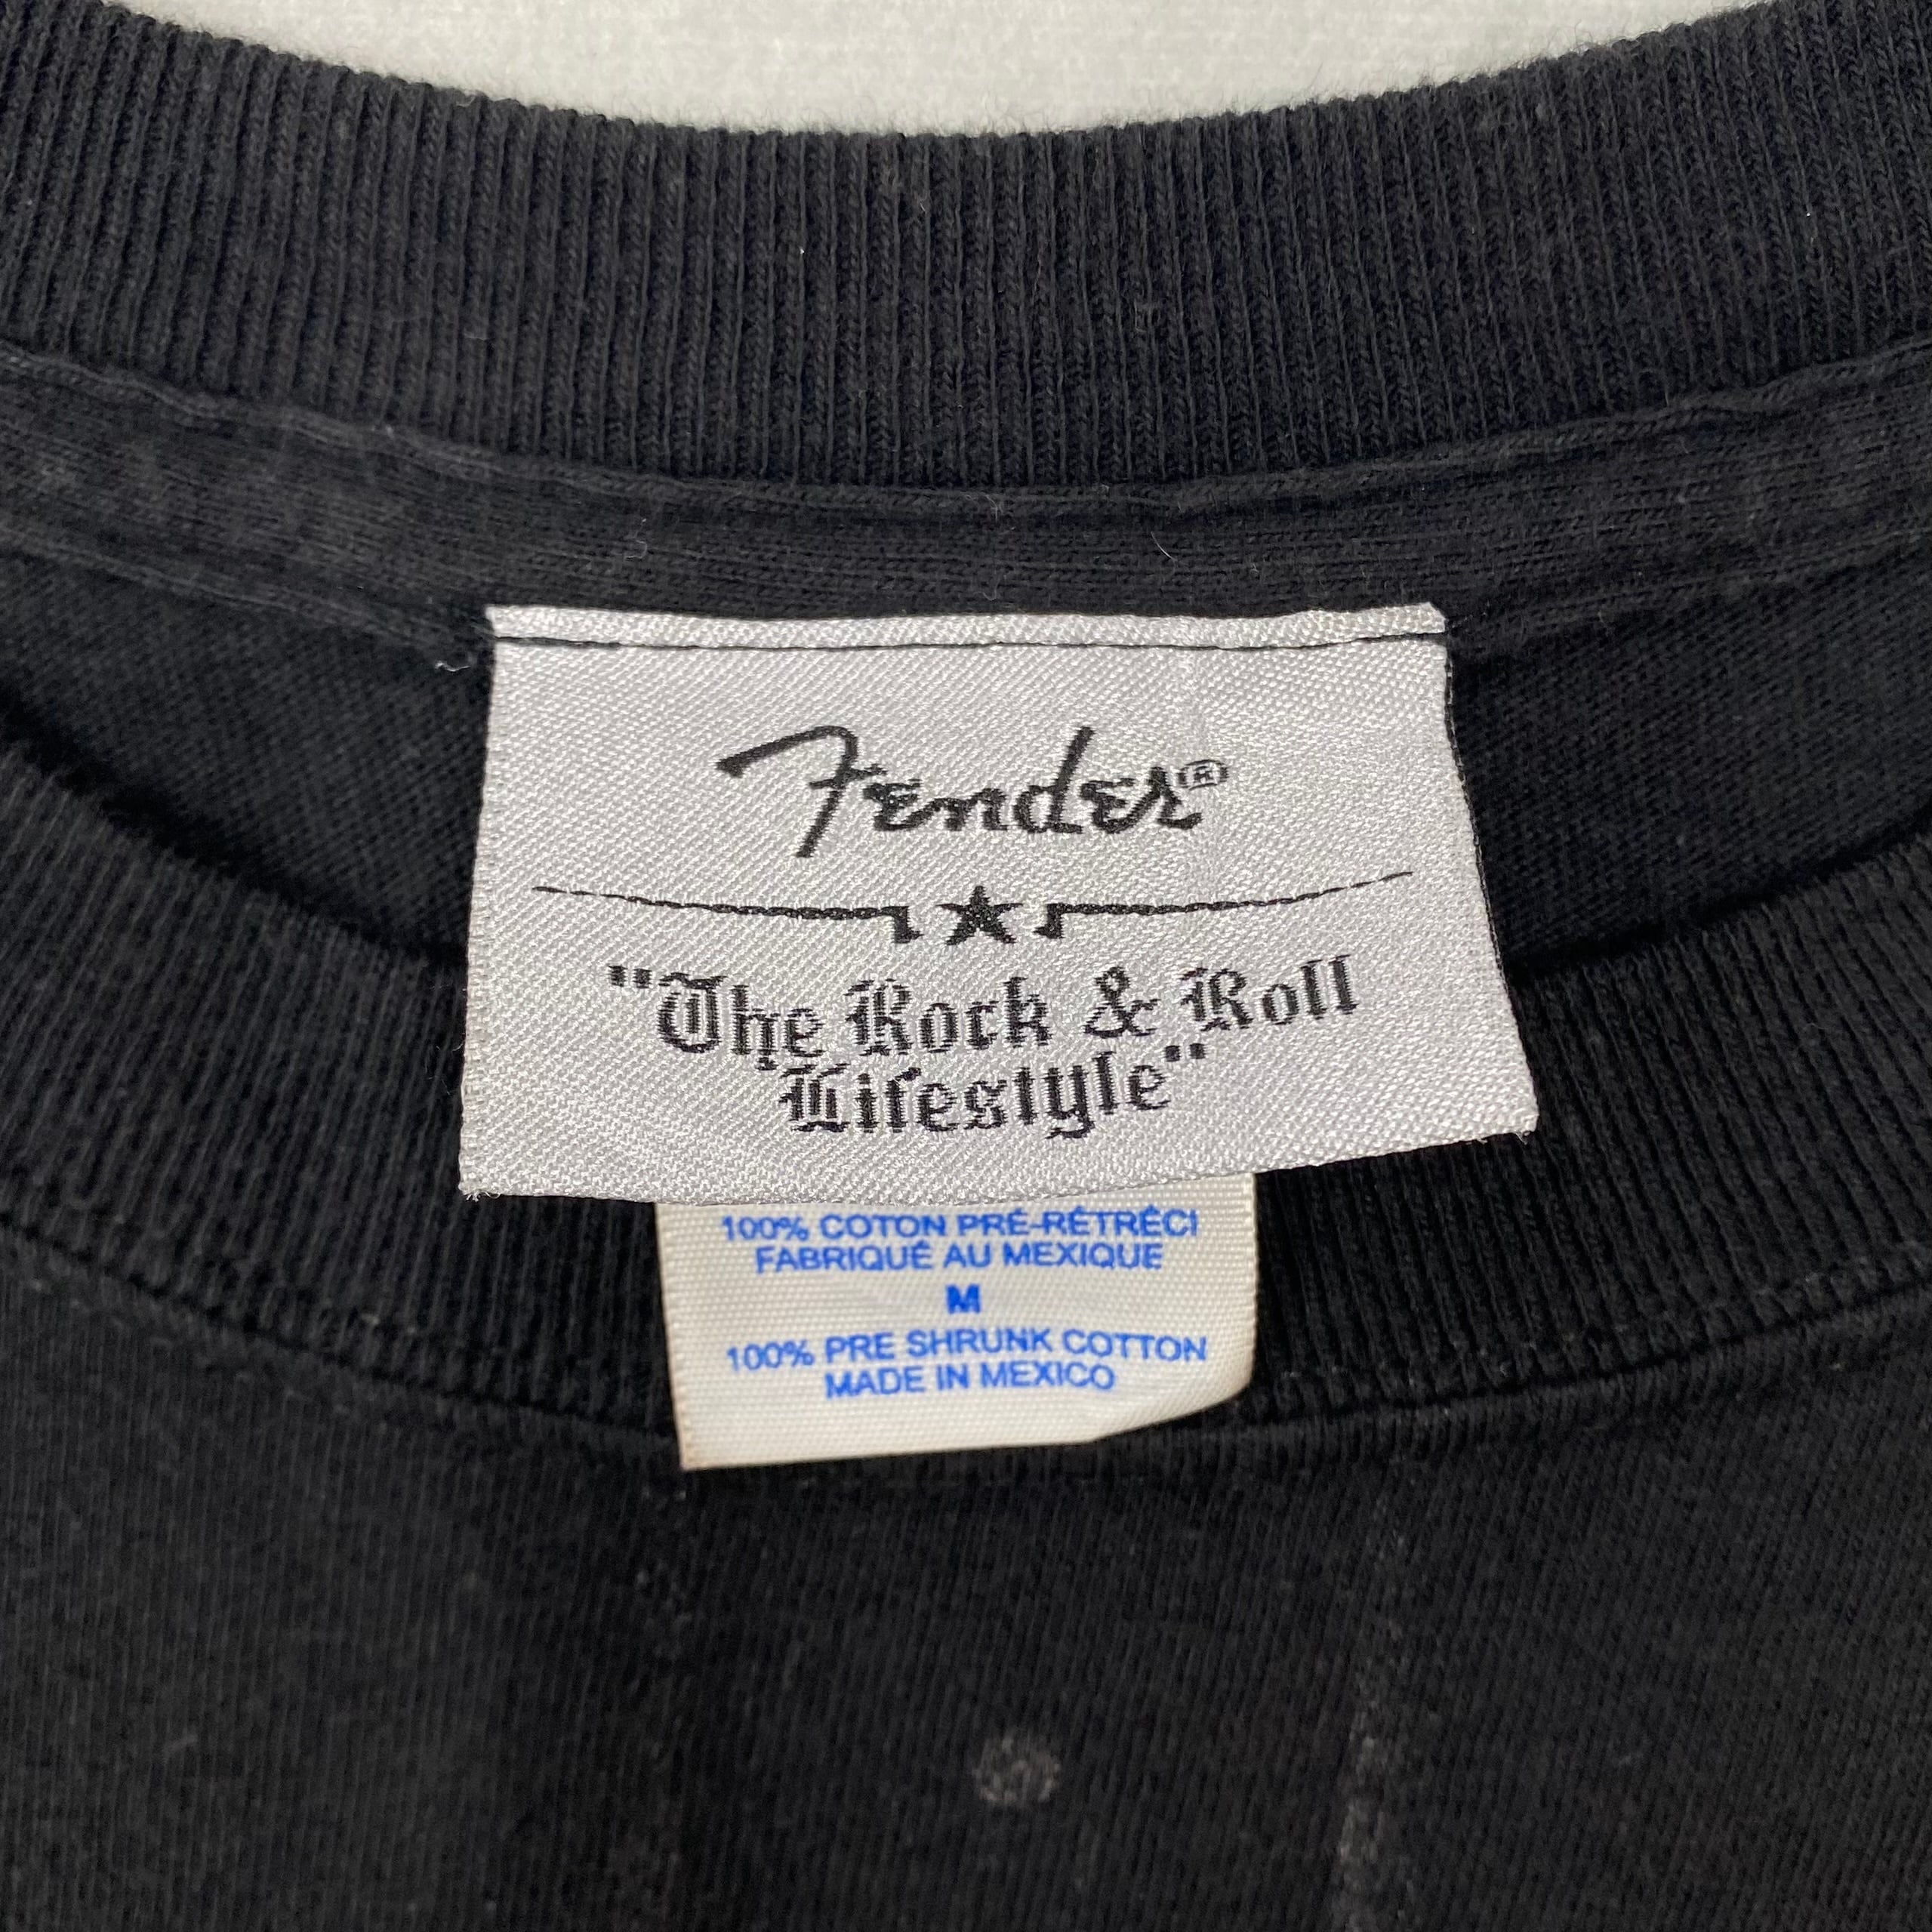 Fender®
"The Rock & Roll
Lifestyle"
100% COTON PRÉ-RÉTRÉCI
FABRIQUÉ AU MEXIQUE
M
100% PRE SHRUNK COTTON
MADE IN MEXICO